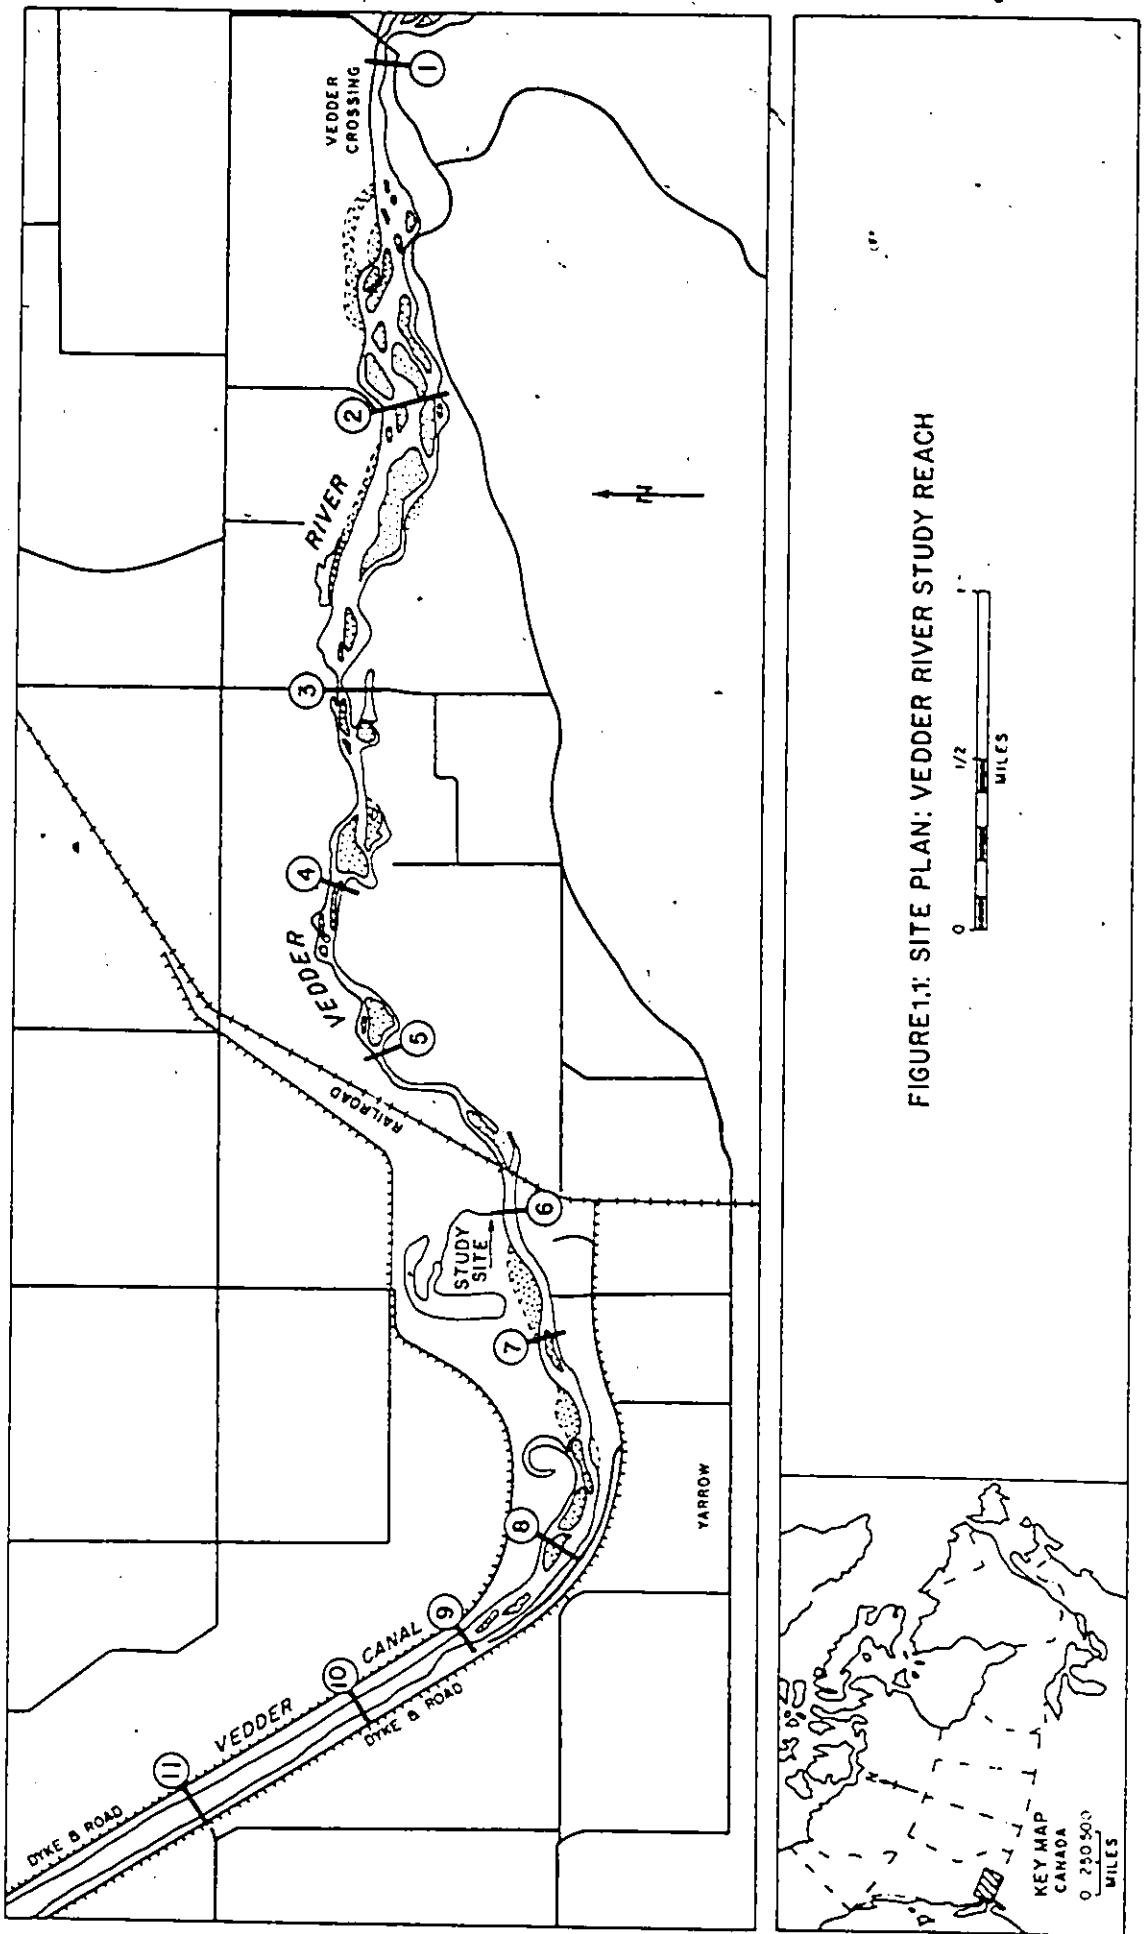 DYKE & ROAD
11
VEDDER
10
CANAL
DYKE & ROAD
9
8
YARROW
7
STUDY
SITE
6
RAILROAD
5
VEDDER
4
3
RIVER
2
VEDDER
CROSSING
1
N
KEY MAP
CANADA
0 250 500
MILES
N
FIGURE 1.1: SITE PLAN: VEDDER RIVER STUDY REACH
0 1/2 1
MILES